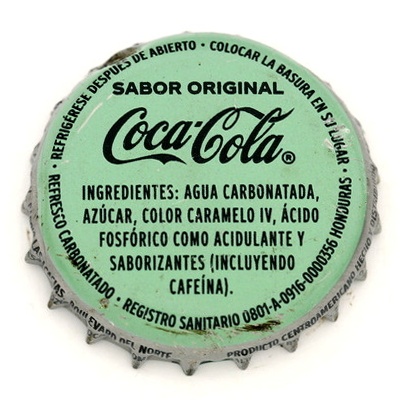 REFRIGÉRESE DESPUÉS DE ABIERTO • COLOCAR LA BASURA EN SU LUGAR •
SABOR ORIGINAL
Coca-Cola®
INGREDIENTES: AGUA CARBONATADA,
AZÚCAR, COLOR CARAMELO IV, ÁCIDO
FOSFÓRICO COMO ACIDULANTE Y
SABORIZANTES (INCLUYENDO
CAFEÍNA).
• REFRESCO CARBONATADO • REGISTRO SANITARIO 0801-A-0916-0000356 HONDURAS •
BOULEVARD DEL NORTE
PRODUCTO CENTROAMERICANO HECHO